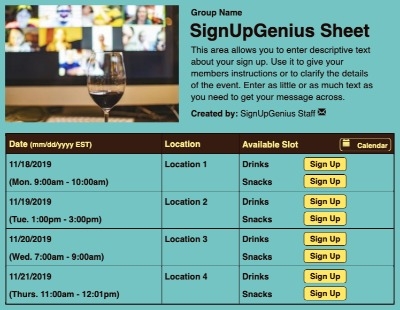 Group Name
SignUpGenius Sheet
This area allows you to enter descriptive text
about your sign up. Use it to give your
members instructions or to clarify the details
of the event. Enter as little or as much text as
you need to get your message across.
Created by: SignUpGenius Staff
Date (mm/dd/yyyy EST) Location Available Slot Calendar
11/18/2019 Location 1 Drinks Sign Up
(Mon. 9:00am - 10:00am) Snacks Sign Up
11/19/2019 Location 2 Drinks Sign Up
(Tue. 1:00pm - 3:00pm) Snacks Sign Up
11/20/2019 Location 3 Drinks Sign Up
(Wed. 7:00am - 9:00am) Snacks Sign Up
11/21/2019 Location 4 Drinks Sign Up
(Thurs. 11:00am - 12:01pm) Snacks Sign Up